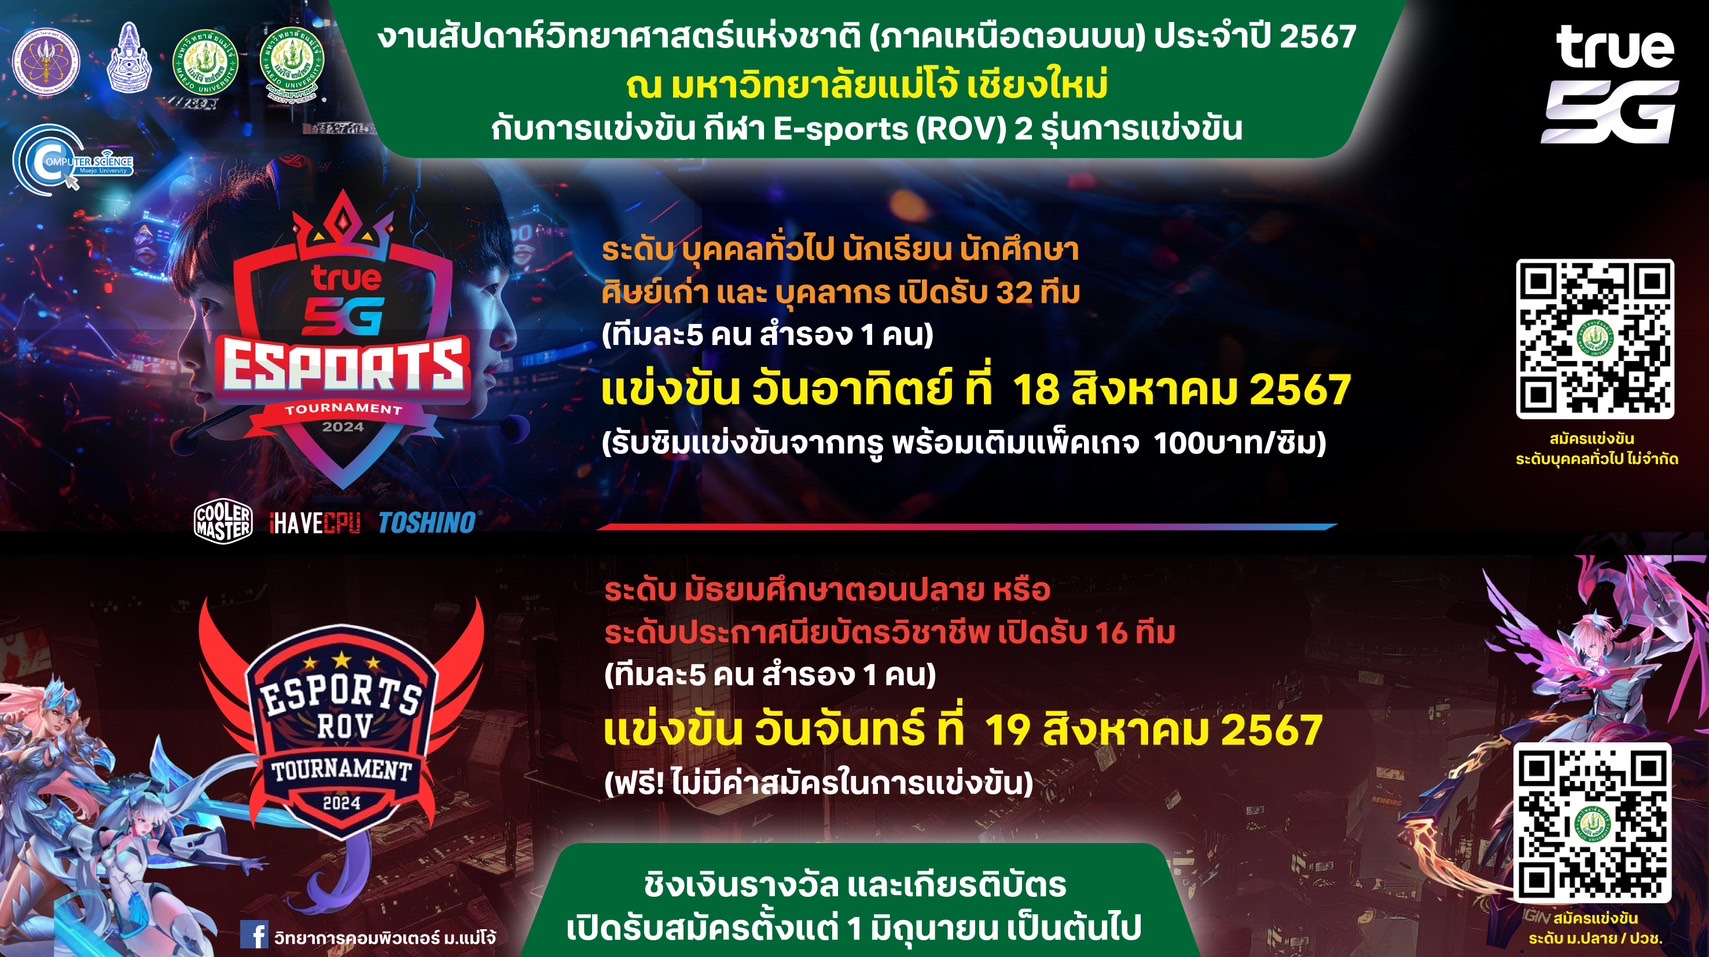 งานสัปดาห์วิทยาศาสตร์แห่งชาติ (ภาคเหนือตอนบน) ประจำปี 2567
ณ มหาวิทยาลัยแม่โจ้ เชียงใหม่
กับการแข่งขัน กีฬา E-sports (ROV) 2 รุ่นการแข่งขัน
true
5G
COMPUTER SCIENCE
Maejo University
true
5G
ESPORTS
TOURNAMENT
2024
ระดับ บุคคลทั่วไป นักเรียน นักศึกษา
ศิษย์เก่า และ บุคลากร เปิดรับ 32 ทีม
(ทีมละ5 คน สำรอง 1 คน)
แข่งขัน วันอาทิตย์ ที่ 18 สิงหาคม 2567
(รับซิมแข่งขันจากทรู พร้อมเติมแพ็คเกจ 100บาท/ซิม)
สมัครแข่งขัน
ระดับบุคคลทั่วไป ไม่จำกัด
COOLER
MASTER
iHAVECPU
TOSHINO
ระดับ มัธยมศึกษาตอนปลาย หรือ
ระดับประกาศนียบัตรวิชาชีพ เปิดรับ 16 ทีม
(ทีมละ5 คน สำรอง 1 คน)
แข่งขัน วันจันทร์ ที่ 19 สิงหาคม 2567
(ฟรี! ไม่มีค่าสมัครในการแข่งขัน)
ESPORTS
ROV
TOURNAMENT
2024
ชิงเงินรางวัล และเกียรติบัตร
เปิดรับสมัครตั้งแต่ 1 มิถุนายน เป็นต้นไป
วิทยาการคอมพิวเตอร์ ม.แม่โจ้
สมัครแข่งขัน
ระดับ ม.ปลาย / ปวช.